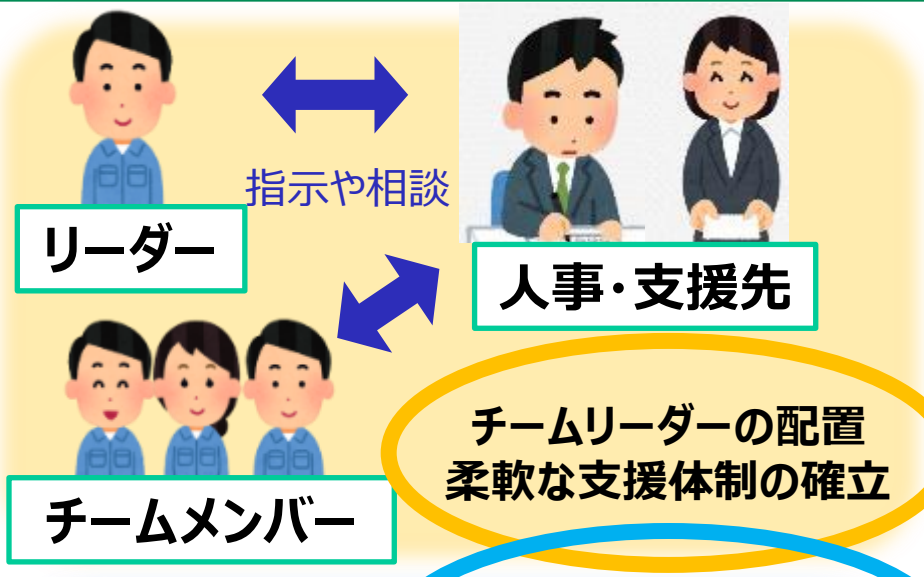 指示や相談
リーダー
人事・支援先
チームリーダーの配置
柔軟な支援体制の確立
チームメンバー